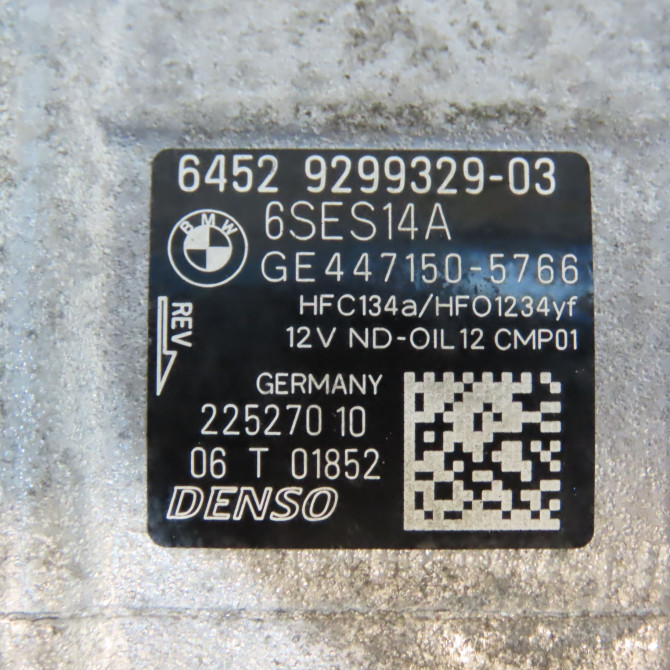 6452 9299329-03
BMW
6SES14A
GE447150-5766
HFC134a/HFO1234yf
12V ND-OIL12 CMP01
REV
GERMANY
225270 10
06 T 01852
DENSO